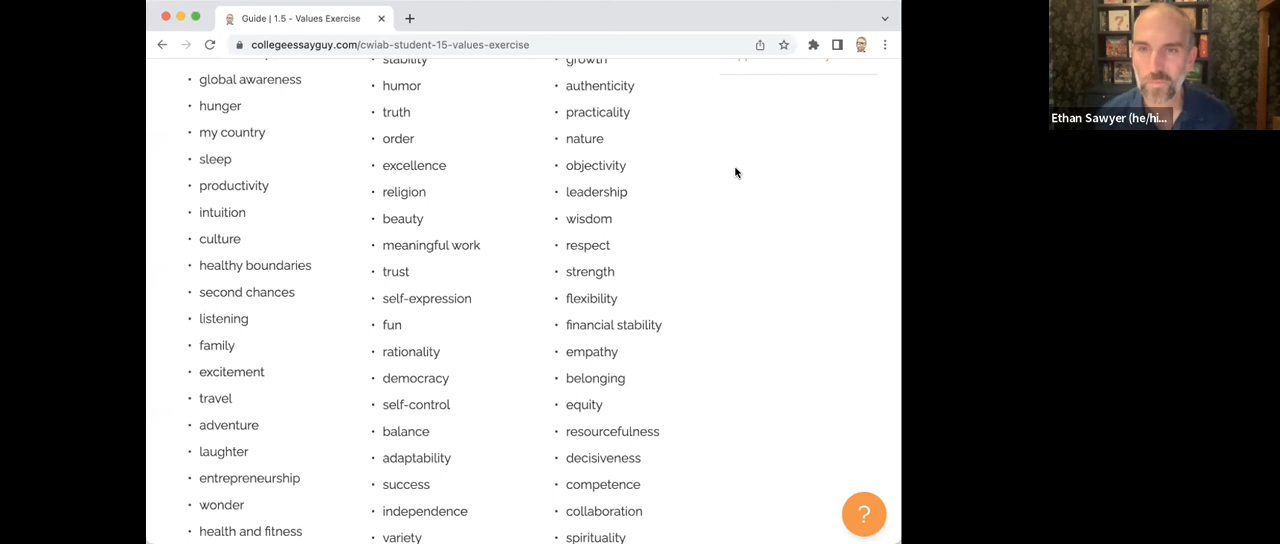 Guide | 1.5 - Values Exercise
collegeessayguy.com/cwiab-student-15-values-exercise
global awareness
hunger
my country
sleep
productivity
intuition
culture
healthy boundaries
second chances
listening
family
excitement
travel
adventure
laughter
entrepreneurship
wonder
health and fitness
stability
humor
truth
order
excellence
religion
beauty
meaningful work
trust
self-expression
fun
rationality
democracy
self-control
balance
adaptability
success
independence
variety
growth
authenticity
practicality
nature
objectivity
leadership
wisdom
respect
strength
flexibility
financial stability
empathy
belonging
equity
resourcefulness
decisiveness
competence
collaboration
spirituality
?
Ethan Sawyer (he/hi...